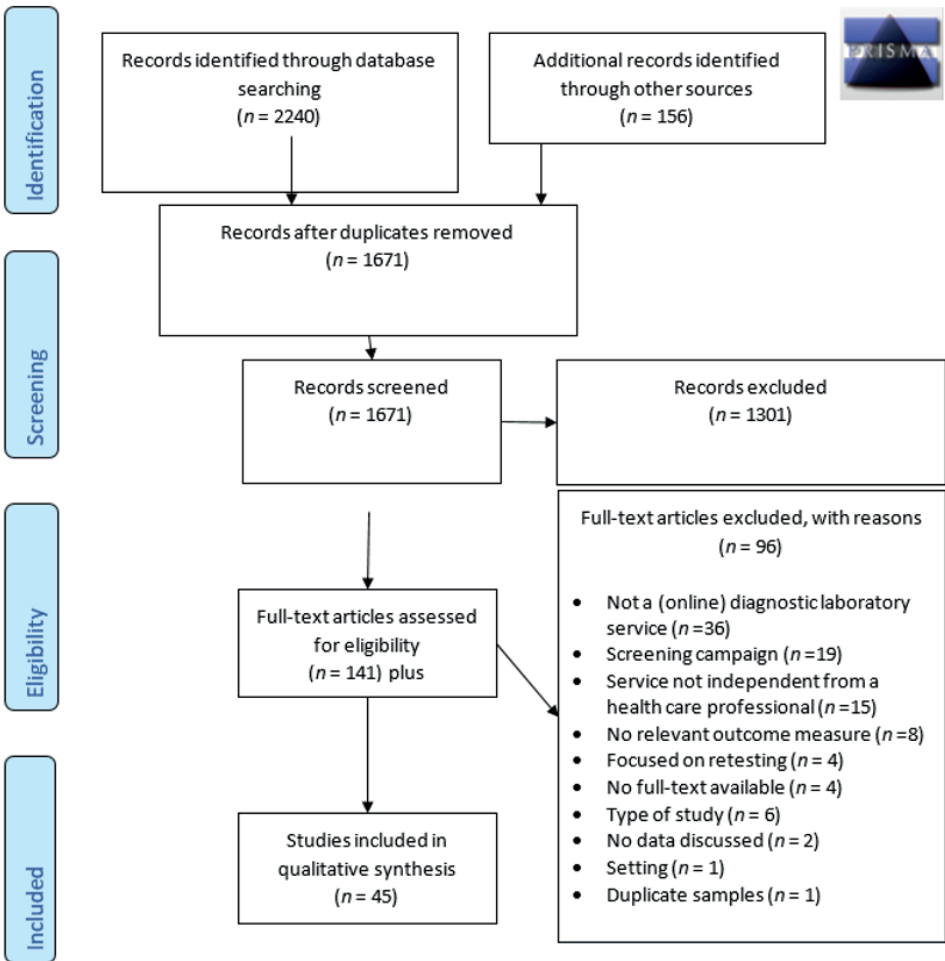 Identification
Records identified through database
searching
(n = 2240)
Additional records identified
through other sources
(n = 156)
PRISMA
Records after duplicates removed
(n = 1671)
Screening
Records screened
(n = 1671)
Records excluded
(n = 1301)
Eligibility
Full-text articles assessed
for eligibility
(n = 141) plus
Full-text articles excluded, with reasons
(n = 96)
• Not a (online) diagnostic laboratory
service (n =36)
• Screening campaign (n =19)
• Service not independent from a
health care professional (n =15)
• No relevant outcome measure (n =8)
• Focused on retesting (n = 4)
• No full-text available (n = 4)
• Type of study (n = 6)
• No data discussed (n = 2)
• Setting (n = 1)
• Duplicate samples (n = 1)
Included
Studies included in
qualitative synthesis
(n = 45)